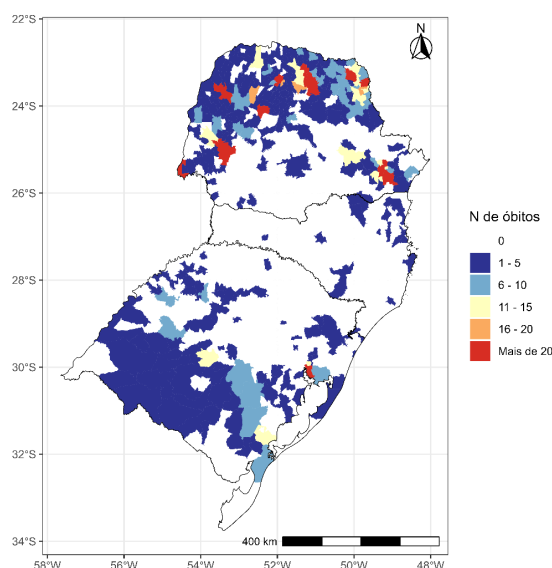 22°S
N
24°S
26°S
28°S
30°S
32°S
34°S
58°W
56°W
54°W
52°W
50°W
48°W
400 km
N de óbitos
0
1 - 5
6 - 10
11 - 15
16 - 20
Mais de 20